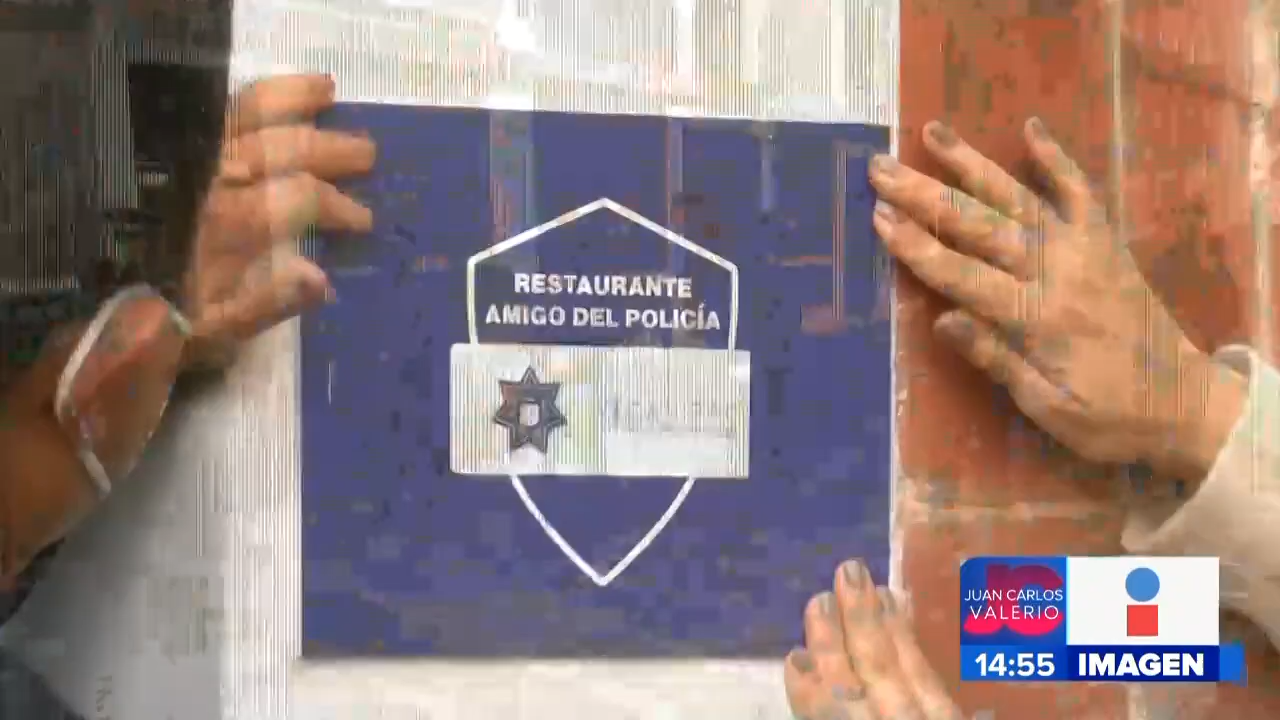 RESTAURANTE
AMIGO DEL POLICÍA
JUAN CARLOS
VALERIO
14:55 IMAGEN